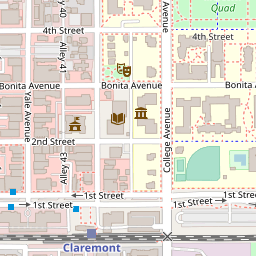 Quad
Avenue
4th Street
4th Street
Alley 41
Alley 40
Bonita Avenue
Bonita Avenue
Bonita A
Yale Avenue
College Avenue
2nd Street
Alley 43
1st Street
1st Street
1st Street
1st Street
Claremont